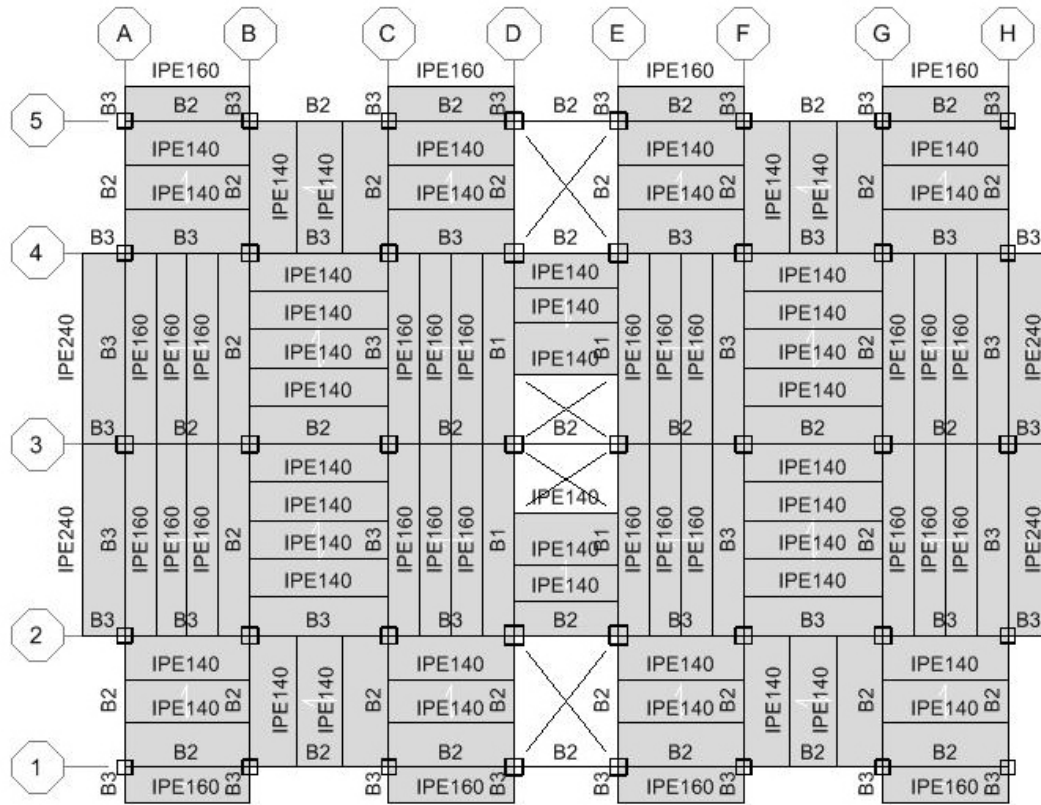 A B C D E F G H
IPE160 IPE160 IPE160 IPE160
B3 B2 B3 B2 B3 B2 B3 B2 B3 B2 B3 B2 B3 B2 B3
5
IPE140 IPE140 IPE140 IPE140
B2 B2 IPE140 IPE140 B2 B2 B2 B2 IPE140 IPE140 B2 B2
IPE140 IPE140 IPE140 IPE140
B3 B3 B3 B3 B2 B3 B3 B3 B3
4
IPE140 IPE140 IPE140
IPE140 IPE140 IPE140
IPE240 B3 IPE160 IPE160 IPE160 B2 IPE140 B3 IPE160 IPE160 IPE160 B1 IPE140 B1 IPE160 IPE160 IPE160 B3 IPE140 B2 IPE160 IPE160 IPE160 B3 IPE240
IPE140 IPE140
B3 B2 B2 B2 B2 B2 B2 B2 B3
3
IPE140 IPE140
IPE140 IPE140 IPE140
IPE240 B3 IPE160 IPE160 IPE160 B2 IPE140 B3 IPE160 IPE160 IPE160 B1 IPE140 B1 IPE160 IPE160 IPE160 B3 IPE140 B2 IPE160 IPE160 IPE160 B3 IPE240
IPE140 IPE140 IPE140
B3 B3 B3 B3 B2 B3 B3 B3 B3
2
IPE140 IPE140 IPE140 IPE140
B2 B2 IPE140 IPE140 B2 B2 B2 B2 IPE140 IPE140 B2 B2
IPE140 IPE140 IPE140 IPE140
B2 B2 B2 B2 B2 B2 B2
1
B3 IPE160 B3 B3 IPE160 B3 B3 IPE160 B3 B3 IPE160 B3